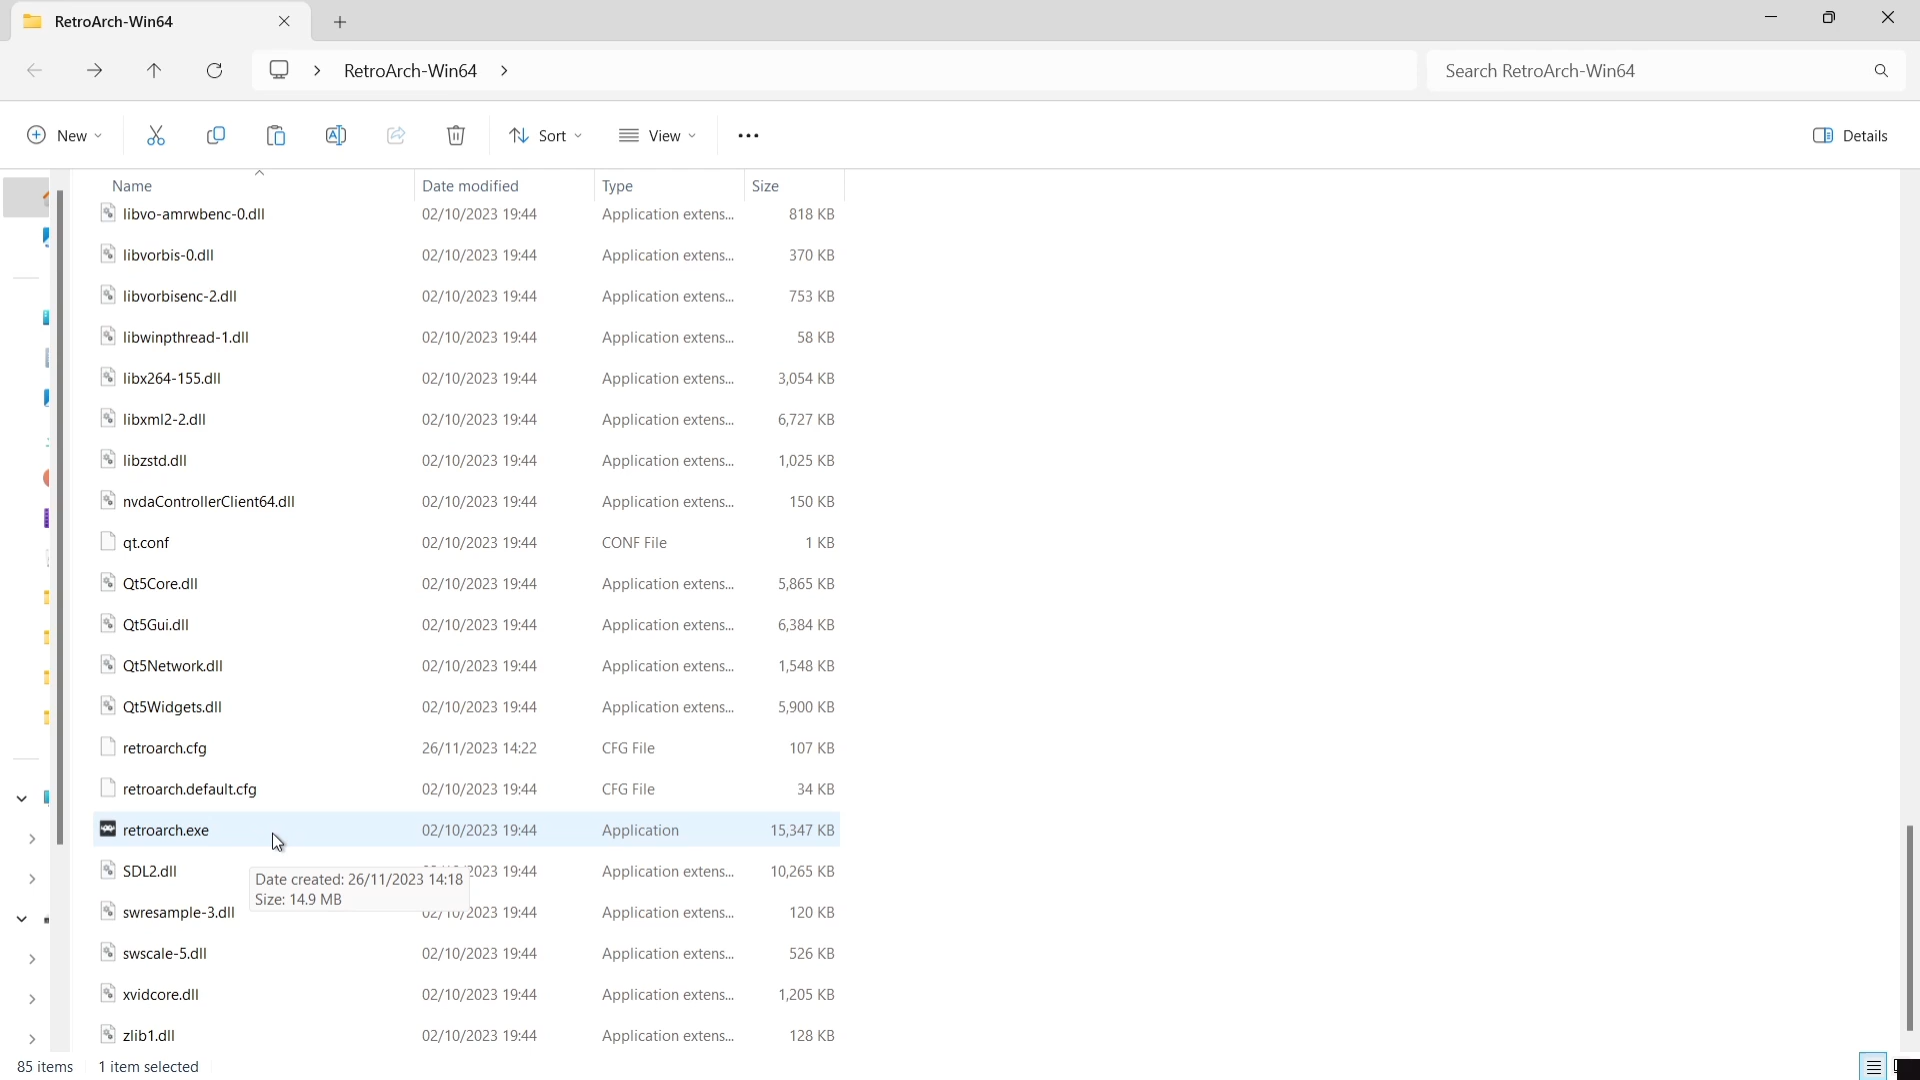 RetroArch-Win64
RetroArch-Win64
Search RetroArch-Win64
New
Sort
View
Details
Name Date modified Type Size
libvo-amrwbenc-0.dll 02/10/2023 19:44 Application extens... 818 KB
libvorbis-0.dll 02/10/2023 19:44 Application extens... 370 KB
libvorbisenc-2.dll 02/10/2023 19:44 Application extens... 753 KB
libwinpthread-1.dll 02/10/2023 19:44 Application extens... 58 KB
libx264-155.dll 02/10/2023 19:44 Application extens... 3,054 KB
libxml2-2.dll 02/10/2023 19:44 Application extens... 6,727 KB
libzstd.dll 02/10/2023 19:44 Application extens... 1,025 KB
nvdaControllerClient64.dll 02/10/2023 19:44 Application extens... 150 KB
qt.conf 02/10/2023 19:44 CONF File 1 KB
Qt5Core.dll 02/10/2023 19:44 Application extens... 5,865 KB
Qt5Gui.dll 02/10/2023 19:44 Application extens... 6,384 KB
Qt5Network.dll 02/10/2023 19:44 Application extens... 1,548 KB
Qt5Widgets.dll 02/10/2023 19:44 Application extens... 5,900 KB
retroarch.cfg 26/11/2023 14:22 CFG File 107 KB
retroarch.default.cfg 02/10/2023 19:44 CFG File 34 KB
retroarch.exe 02/10/2023 19:44 Application 15,347 KB
SDL2.dll 2023 19:44 Application extens... 10,265 KB
Date created: 26/11/2023 14:18
Size: 14.9 MB
swresample-3.dll 02/10/2023 19:44 Application extens... 120 KB
swscale-5.dll 02/10/2023 19:44 Application extens... 526 KB
xvidcore.dll 02/10/2023 19:44 Application extens... 1,205 KB
zlib1.dll 02/10/2023 19:44 Application extens... 128 KB
85 items 1 item selected